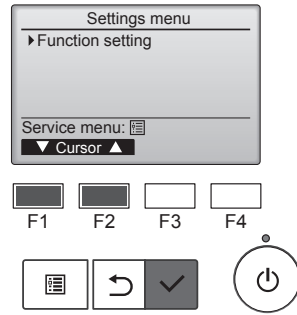 Settings menu
Function setting
Service menu:
Cursor
F1 F2 F3 F4